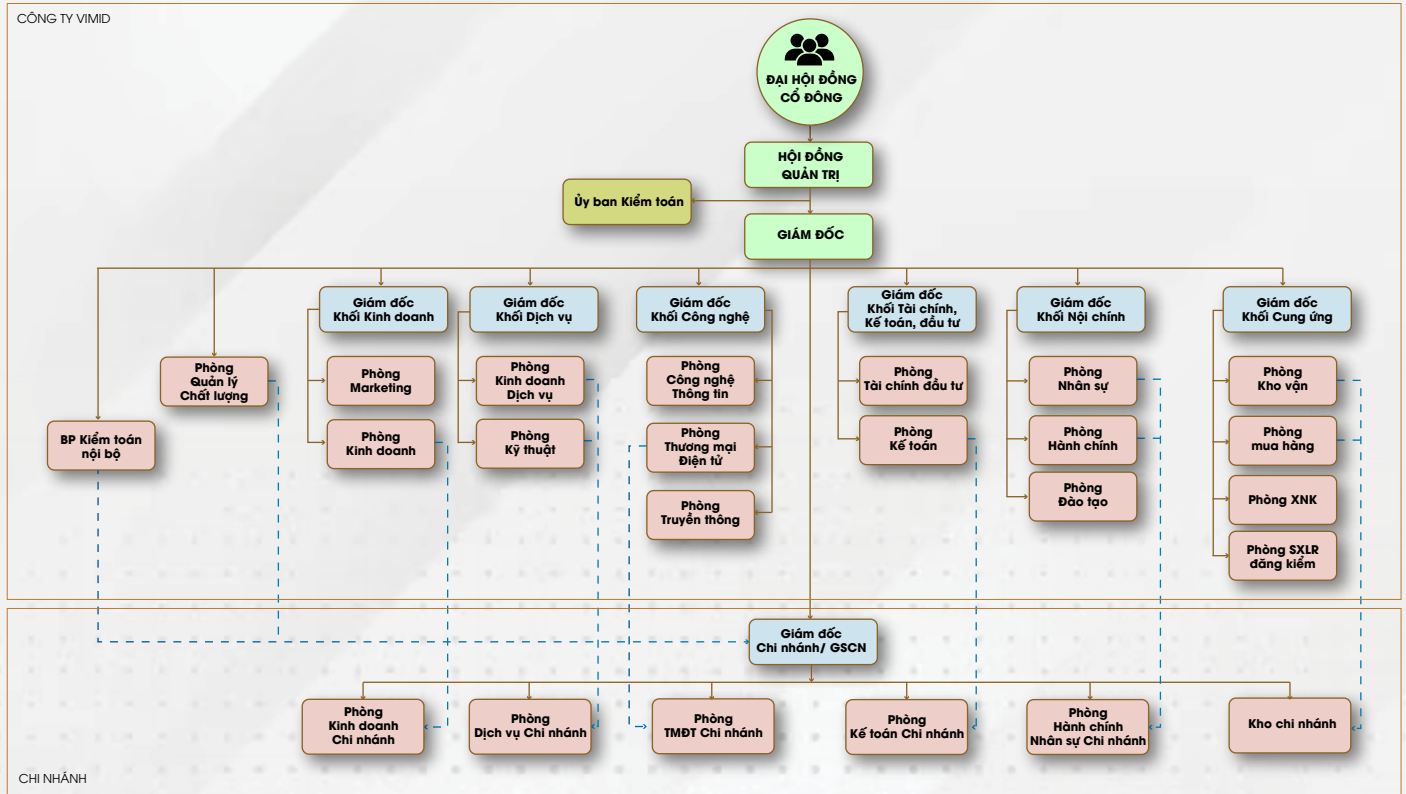 CÔNG TY VIMID
ĐẠI HỘI ĐỒNG
CỔ ĐÔNG
HỘI ĐỒNG
QUẢN TRỊ
Ủy ban Kiểm toán
GIÁM ĐỐC
Giám đốc
Khối Kinh doanh
Giám đốc
Khối Dịch vụ
Giám đốc
Khối Công nghệ
Giám đốc
Khối Tài chính,
Kế toán, đầu tư
Giám đốc
Khối Nội chính
Giám đốc
Khối Cung ứng
Phòng
Quản lý
Chất lượng
BP Kiểm toán
nội bộ
Phòng
Marketing
Phòng
Kinh doanh
Phòng
Kinh doanh
Dịch vụ
Phòng
Kỹ thuật
Phòng
Công nghệ
Thông tin
Phòng
Thương mại
Điện tử
Phòng
Truyền thông
Phòng
Tài chính đầu tư
Phòng
Kế toán
Phòng
Nhân sự
Phòng
Hành chính
Phòng
Đào tạo
Phòng
Kho vận
Phòng
mua hàng
Phòng XNK
Phòng SXLR
đăng kiểm
Giám đốc
Chi nhánh/ GSCN
Phòng
Kinh doanh
Chi nhánh
Phòng
Dịch vụ Chi nhánh
Phòng
TMĐT Chi nhánh
Phòng
Kế toán Chi nhánh
Phòng
Hành chính
Nhân sự Chi nhánh
Kho chi nhánh
CHI NHÁNH